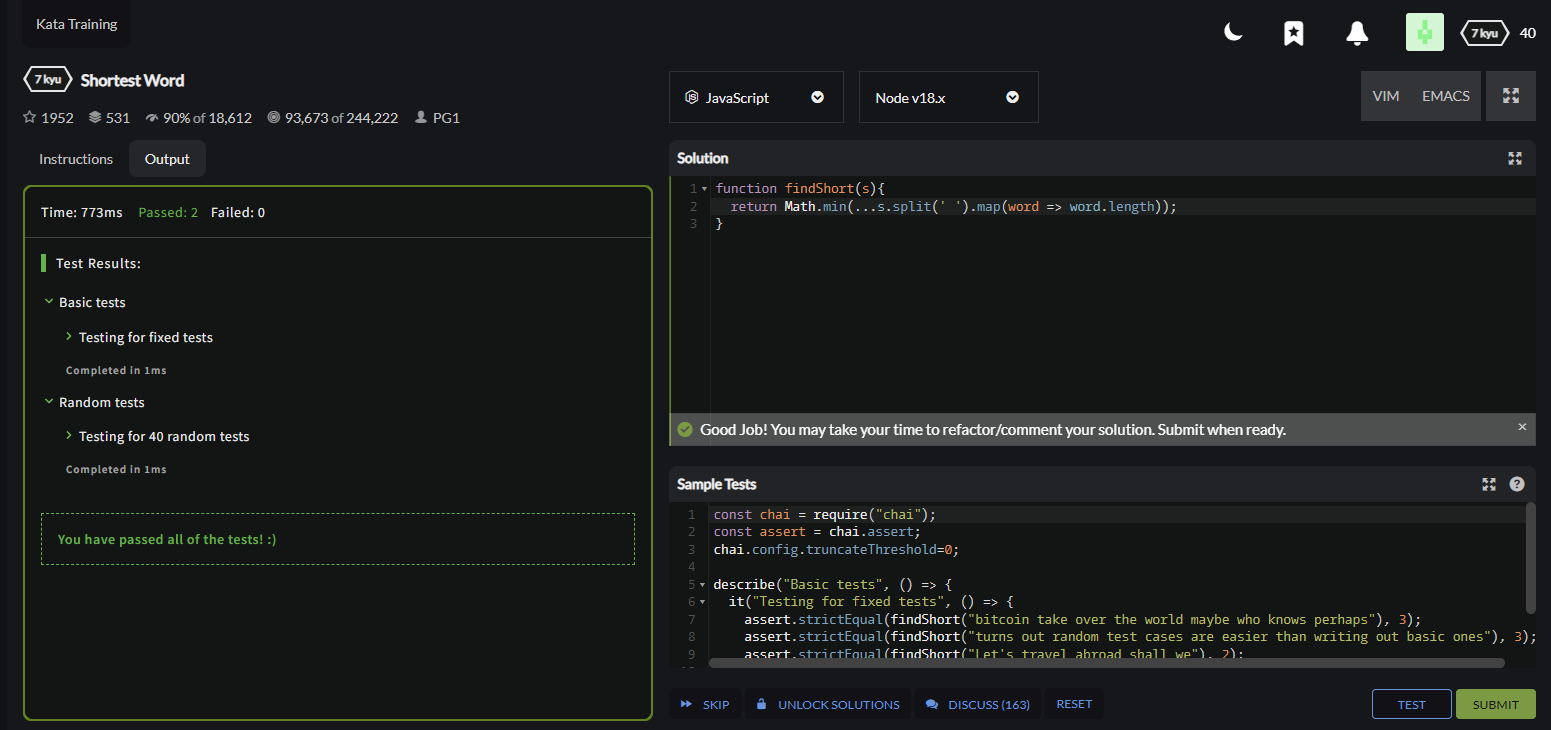 Kata Training
7 kyu 40
7 kyu Shortest Word
1952 531 90% of 18,612 93,673 of 244,222 PG1
Instructions Output
Time: 773ms Passed: 2 Failed: 0
Test Results:
Basic tests
Testing for fixed tests
Completed in 1ms
Random tests
Testing for 40 random tests
Completed in 1ms
You have passed all of the tests! :)
JavaScript Node v18.x VIM EMACS
Solution
1 function findShort(s){
2 return Math.min(...s.split(' ').map(word => word.length));
3 }
Good Job! You may take your time to refactor/comment your solution. Submit when ready. ×
Sample Tests ?
1 const chai = require("chai");
2 const assert = chai.assert;
3 chai.config.truncateThreshold=0;
4
5 describe("Basic tests", () => {
6 it("Testing for fixed tests", () => {
7 assert.strictEqual(findShort("bitcoin take over the world maybe who knows perhaps"), 3);
8 assert.strictEqual(findShort("turns out random test cases are easier than writing out basic ones"), 3);
9 assert.strictEqual(findShort("Let's travel abroad shall we"), 2);
SKIP UNLOCK SOLUTIONS DISCUSS (163) RESET TEST SUBMIT